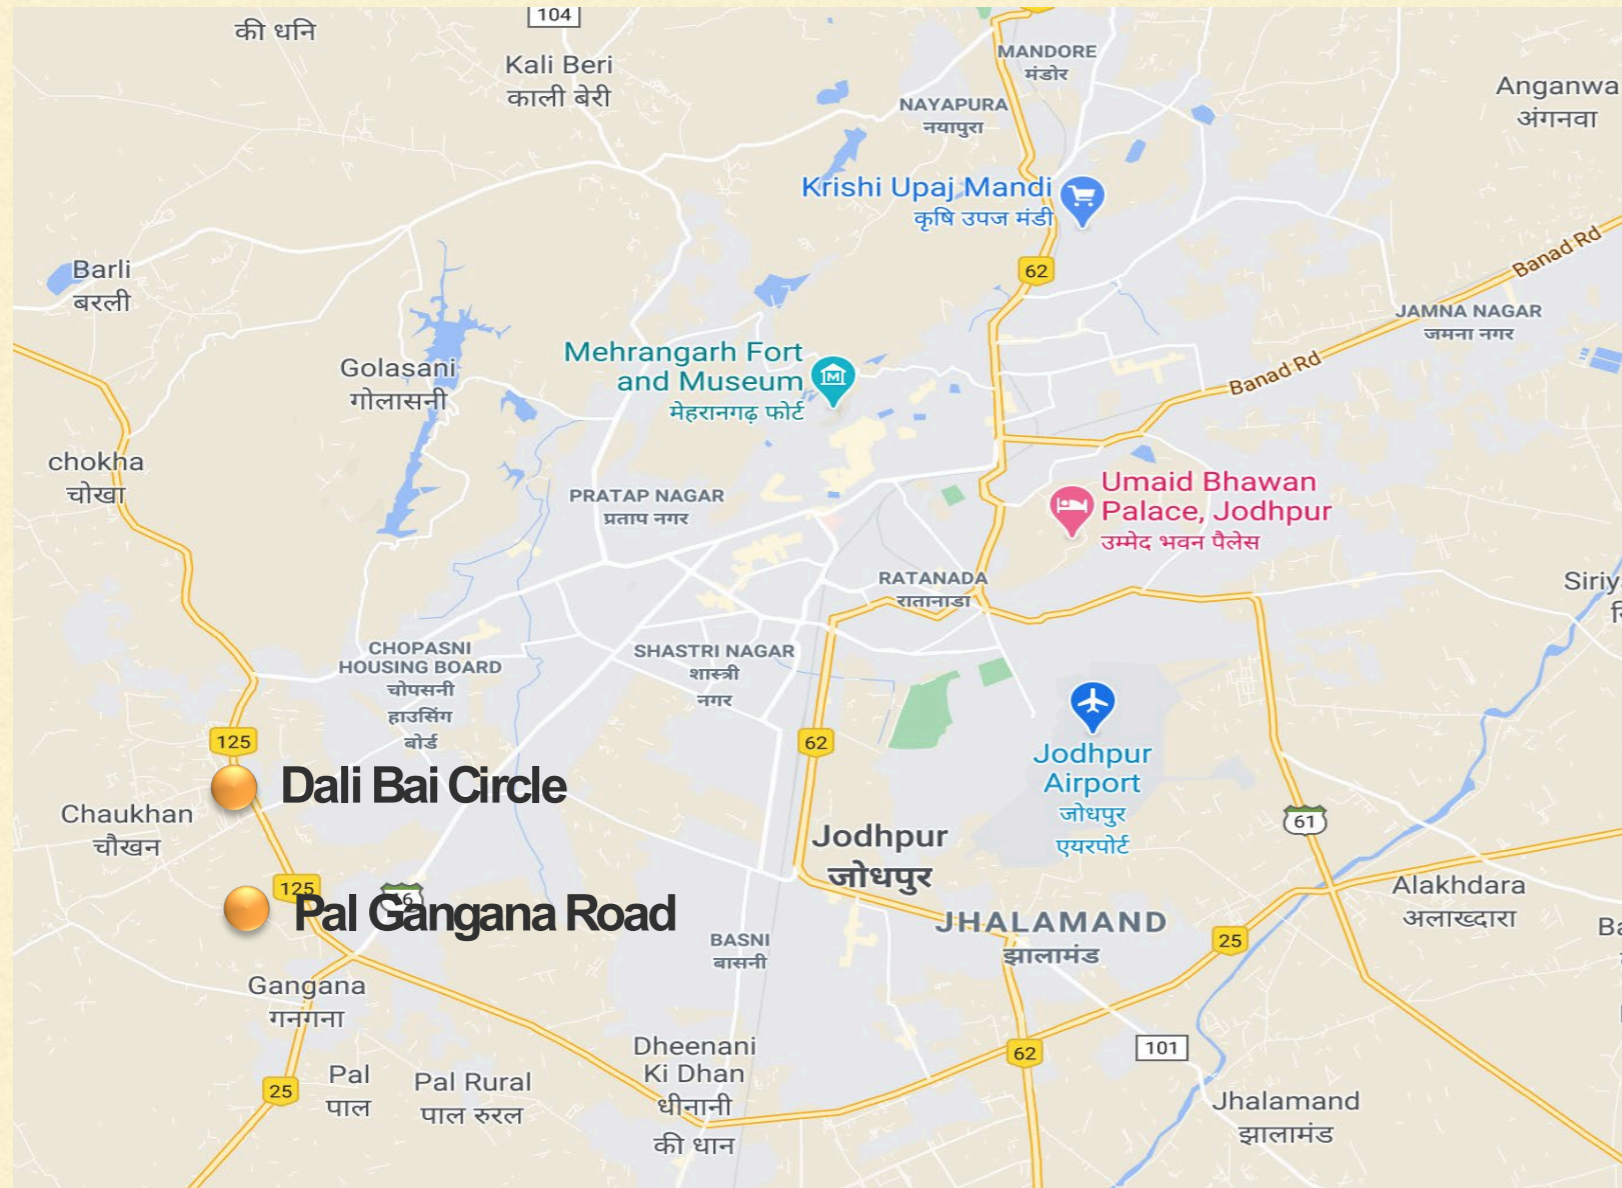 की धनि
104
Kali Beri
काली बेरी
MANDORE
मंडोर
NAYAPURA
नयापुरा
Anganwa
अंगनवा
Krishi Upaj Mandi
कृषि उपज मंडी
62
Banad Rd
Barli
बरली
JAMNA NAGAR
जमना नगर
Golasani
गोलासनी
Mehrangarh Fort
and Museum
मेहरानगढ़ फोर्ट
Banad Rd
chokha
चोखा
PRATAP NAGAR
प्रताप नगर
Umaid Bhawan
Palace, Jodhpur
उम्मेद भवन पैलेस
RATANADA
रातानाडा
Siriy
CHOPASNI
HOUSING BOARD
चोपसनी
हाउसिंग
बोर्ड
SHASTRI NAGAR
शास्त्री
नगर
125
62
Jodhpur
Airport
जोधपुर
एयरपोर्ट
Dali Bai Circle
Chaukhan
चौखन
61
Jodhpur
जोधपुर
125
Pal Gangana Road
Alakhdara
अलाख्दारा
JHALAMAND
झालामंड
25
BASNI
बासनी
Gangana
गनगना
Dheenani
Ki Dhan
धीनानी
की धान
62
101
Pal
पाल
Pal Rural
पाल रुरल
25
Jhalamand
झालामंड